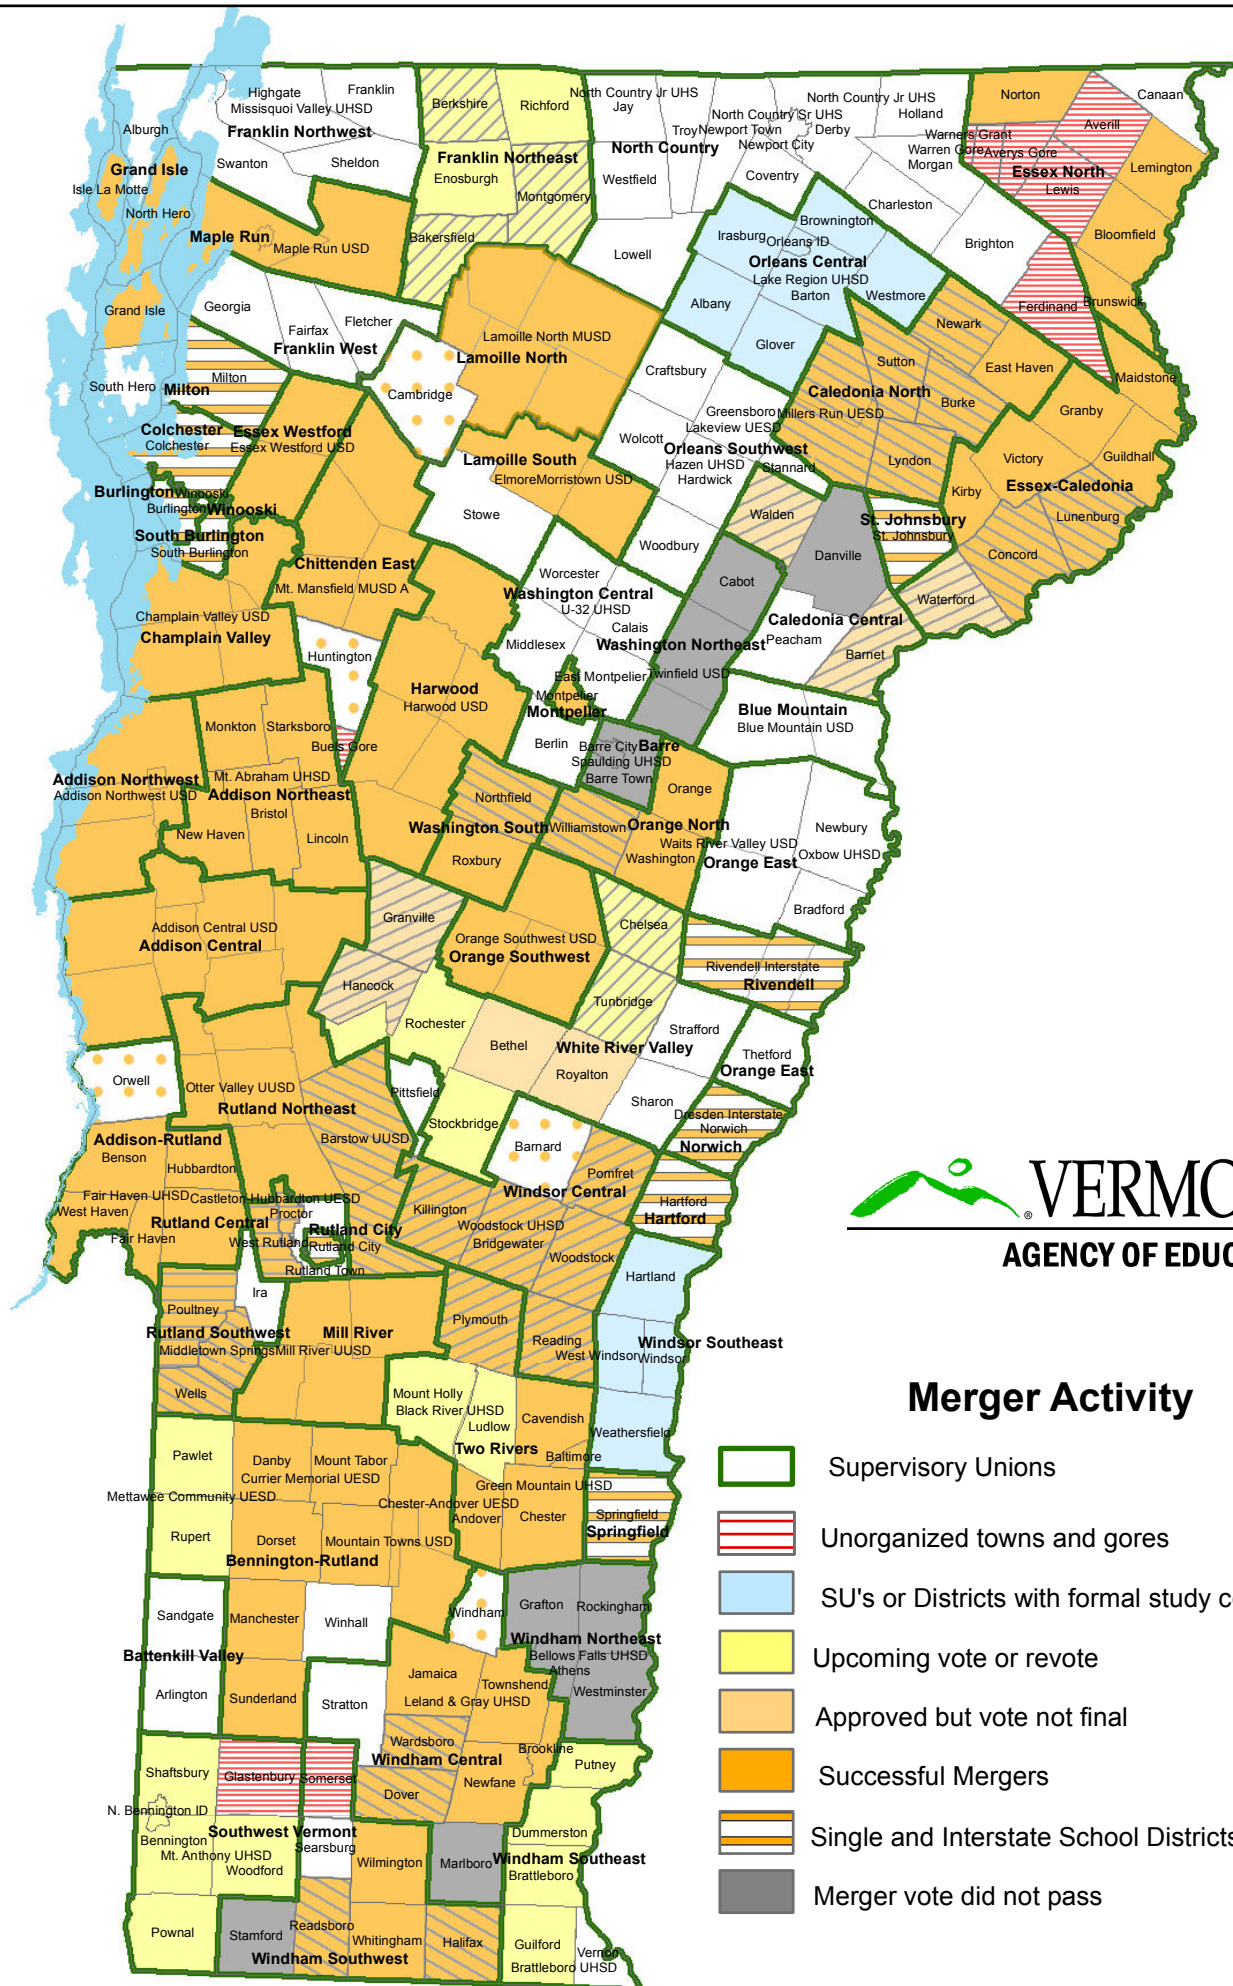 Highgate
Franklin
Missisquoi Valley UHSD
Franklin Northwest
Swanton
Sheldon
Alburgh
Grand Isle
Isle La Motte
North Hero
Maple Run
Maple Run USD
Grand Isle
South Hero
Berkshire
Richford
Franklin Northeast
Enosburgh
Montgomery
Bakersfield
North Country Jr UHS
Jay
Troy
Newport Town
North Country Sr UHS
Derby
Newport City
North Country
Westfield
Coventry
Lowell
North Country Jr UHS
Holland
Warners Grant
Warren Gore
Morgan
Averys Gore
Charleston
Brighton
Norton
Canaan
Averill
Essex North
Lewis
Lemington
Bloomfield
Ferdinand
Brunswick
Maidstone
Irasburg
Brownington
Orleans ID
Orleans Central
Lake Region UHSD
Barton
Westmore
Albany
Glover
Georgia
Fairfax
Fletcher
Franklin West
Milton
Milton
Cambridge
Lamoille North MUSD
Lamoille North
Craftsbury
Greensboro
Lakeview UESD
Wolcott
Orleans Southwest
Hazen UHSD
Hardwick
Stannard
Woodbury
Newark
Sutton
East Haven
Caledonia North
Burke
Millers Run UESD
Lyndon
Granby
Victory
Guildhall
Kirby
Essex-Caledonia
Lunenburg
Concord
Colchester
Colchester
Essex Westford
Essex Westford USD
Burlington
Burlington
Winooski
Winooski
South Burlington
South Burlington
Lamoille South
ElmoreMorristown USD
Stowe
Walden
Danville
St. Johnsbury
St. Johnsbury
Waterford
Caledonia Central
Peacham
Barnet
Chittenden East
Mt. Mansfield MUSD A
Champlain Valley USD
Champlain Valley
Huntington
Worcester
Washington Central
U-32 UHSD
Calais
Middlesex
East Montpelier
Montpelier
Montpelier
Berlin
Cabot
Washington Northeast
Twinfield USD
Blue Mountain
Blue Mountain USD
Harwood
Harwood USD
Monkton
Starksboro
Buels Gore
Addison Northwest
Addison Northwest USD
Mt. Abraham UHSD
Addison Northeast
Bristol
New Haven
Lincoln
Barre City
Barre
Spaulding UHSD
Barre Town
Orange
Northfield
Washington South
Roxbury
Williamstown
Orange North
Washington
Waits River Valley USD
Orange East
Newbury
Oxbow UHSD
Bradford
Addison Central USD
Addison Central
Granville
Hancock
Orange Southwest USD
Orange Southwest
Chelsea
Tunbridge
Rivendell Interstate
Rivendell
Rochester
Bethel
White River Valley
Royalton
Strafford
Sharon
Thetford
Orange East
Orwell
Otter Valley UUSD
Rutland Northeast
Barstow UUSD
Pittsfield
Stockbridge
Barnard
Dresden Interstate
Norwich
Norwich
Addison-Rutland
Benson
Hubbardton
Fair Haven UHSD
Castleton-Hubbardton UESD
West Haven
Fair Haven
Rutland Central
Proctor
West Rutland
Rutland City
Rutland City
Rutland Town
Killington
Pomfret
Windsor Central
Woodstock UHSD
Bridgewater
Woodstock
Hartford
Hartford
Hartland
Ira
Poultney
Rutland Southwest
Middletown Springs
Mill River
Mill River UUSD
Wells
Plymouth
Reading
West Windsor
Windsor
Windsor Southeast
Weathersfield
Mount Holly
Black River UHSD
Ludlow
Two Rivers
Cavendish
Baltimore
Green Mountain UHSD
Chester-Andover UESD
Andover
Chester
Springfield
Springfield
Pawlet
Mettawee Community UESD
Rupert
Danby
Mount Tabor
Currier Memorial UESD
Dorset
Mountain Towns USD
Bennington-Rutland
Sandgate
Manchester
Winhall
Battenkill Valley
Arlington
Sunderland
Stratton
Windham
Grafton
Rockingham
Windham Northeast
Bellows Falls UHSD
Athens
Westminster
Jamaica
Townshend
Leland & Gray UHSD
Wardsboro
Windham Central
Brookline
Dover
Newfane
Putney
Shaftsbury
Glastenbury
Somerset
N. Bennington ID
Bennington
Mt. Anthony UHSD
Woodford
Southwest Vermont
Searsburg
Wilmington
Marlboro
Dummerston
Windham Southeast
Brattleboro
Pownal
Stamford
Readsboro
Whitingham
Halifax
Windham Southwest
Guilford
Vernon
Brattleboro UHSD
VERMO
®
AGENCY OF EDUC
Merger Activity
Supervisory Unions
Unorganized towns and gores
SU's or Districts with formal study c
Upcoming vote or revote
Approved but vote not final
Successful Mergers
Single and Interstate School Districts
Merger vote did not pass